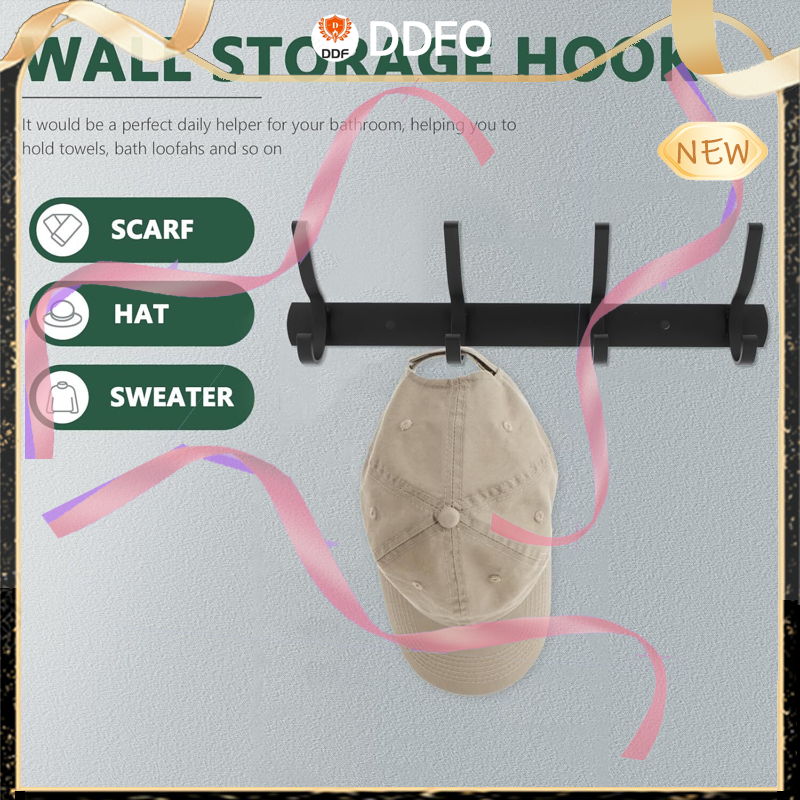 DDFO
DDF
WALL STORAGE HOOK
It would be a perfect daily helper for your bathroom, helping you to
hold towels, bath loofahs and so on
NEW
SCARF
HAT
SWEATER